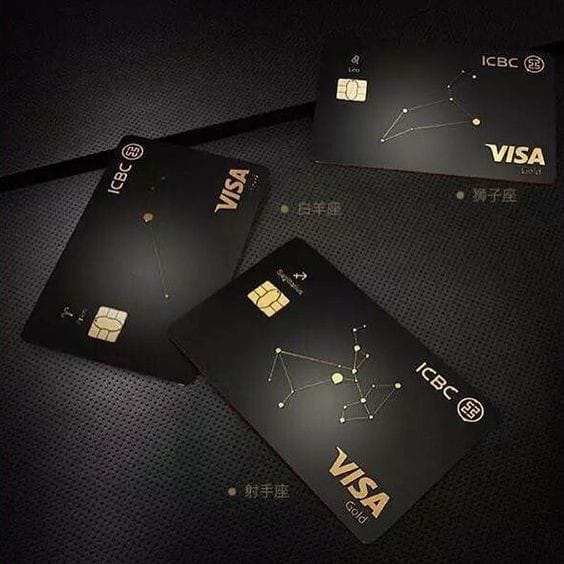 Leo
ICBC
VISA
Gold
狮子座
ICBC
VISA
白羊座
Sagittarius
ICBC
VISA
Gold
射手座